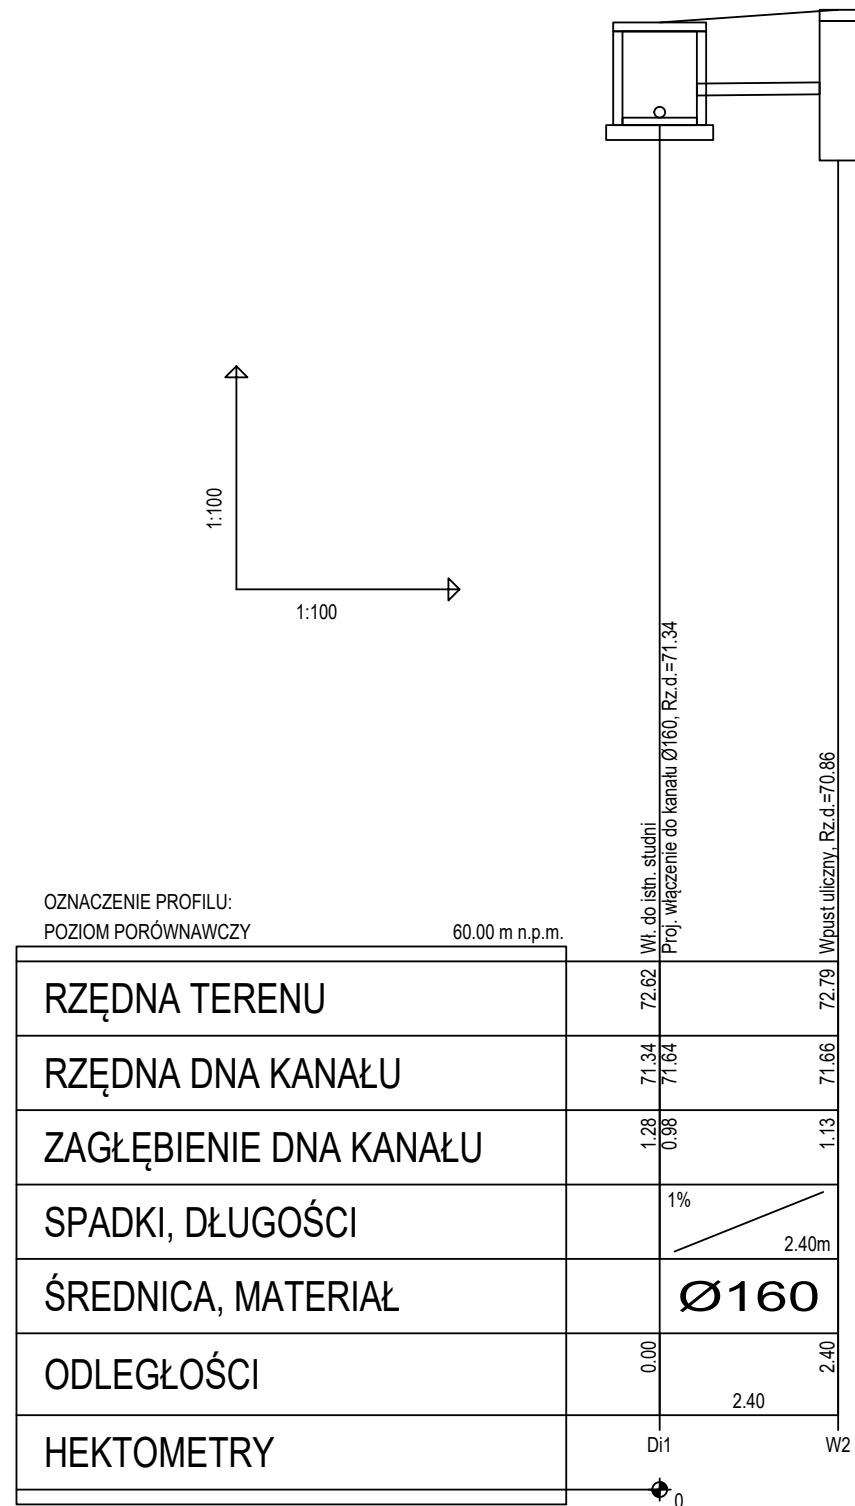 1:100
1:100
Wł. do istn. studni
Proj. włączenie do kanału Ø160, Rz.d.=71.34
Wpust uliczny, Rz.d.=70.86
OZNACZENIE PROFILU:
POZIOM PORÓWNAWCZY 60.00 m n.p.m.
RZĘDNA TERENU 72.62 72.79
RZĘDNA DNA KANAŁU 71.34 71.64 71.66
ZAGŁĘBIENIE DNA KANAŁU 1.28 0.98 1.13
SPADKI, DŁUGOŚCI 1% 2.40m
ŚREDNICA, MATERIAŁ Ø160
ODLEGŁOŚCI 0.00 2.40 2.40
HEKTOMETRY Di1 W2
0